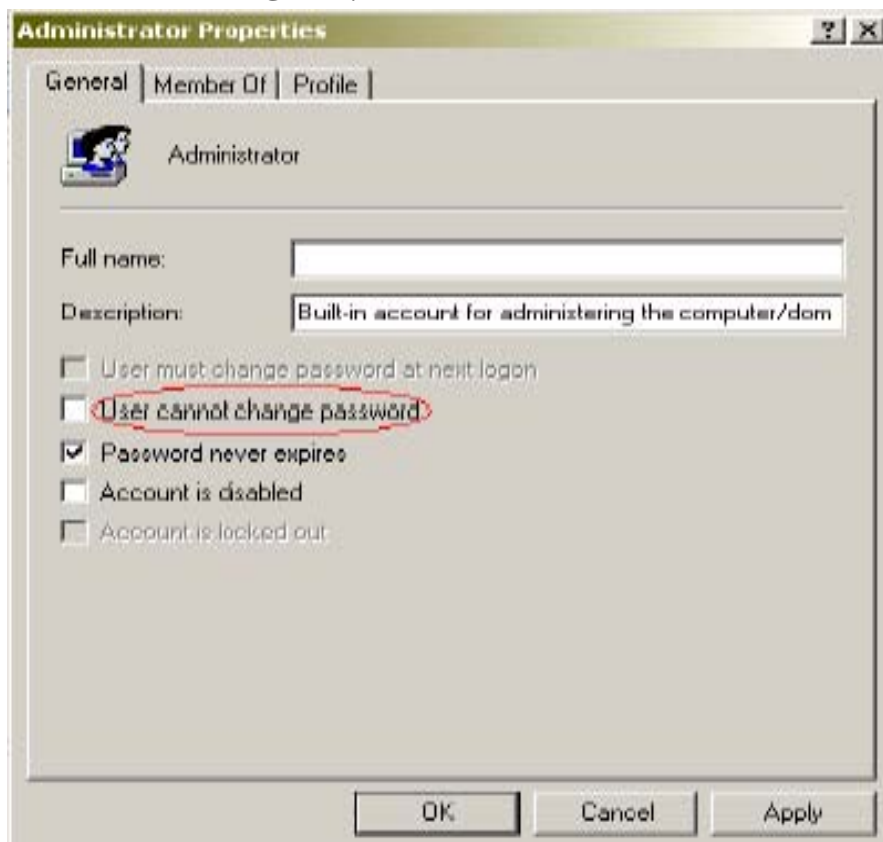 Administrator Properties
General Member Of Profile
Administrator
Full name:
Description: Built-in account for administering the computer/dom
User must change password at next logon
User cannot change password
Password never expires
Account is disabled
Account is locked out
OK Cancel Apply